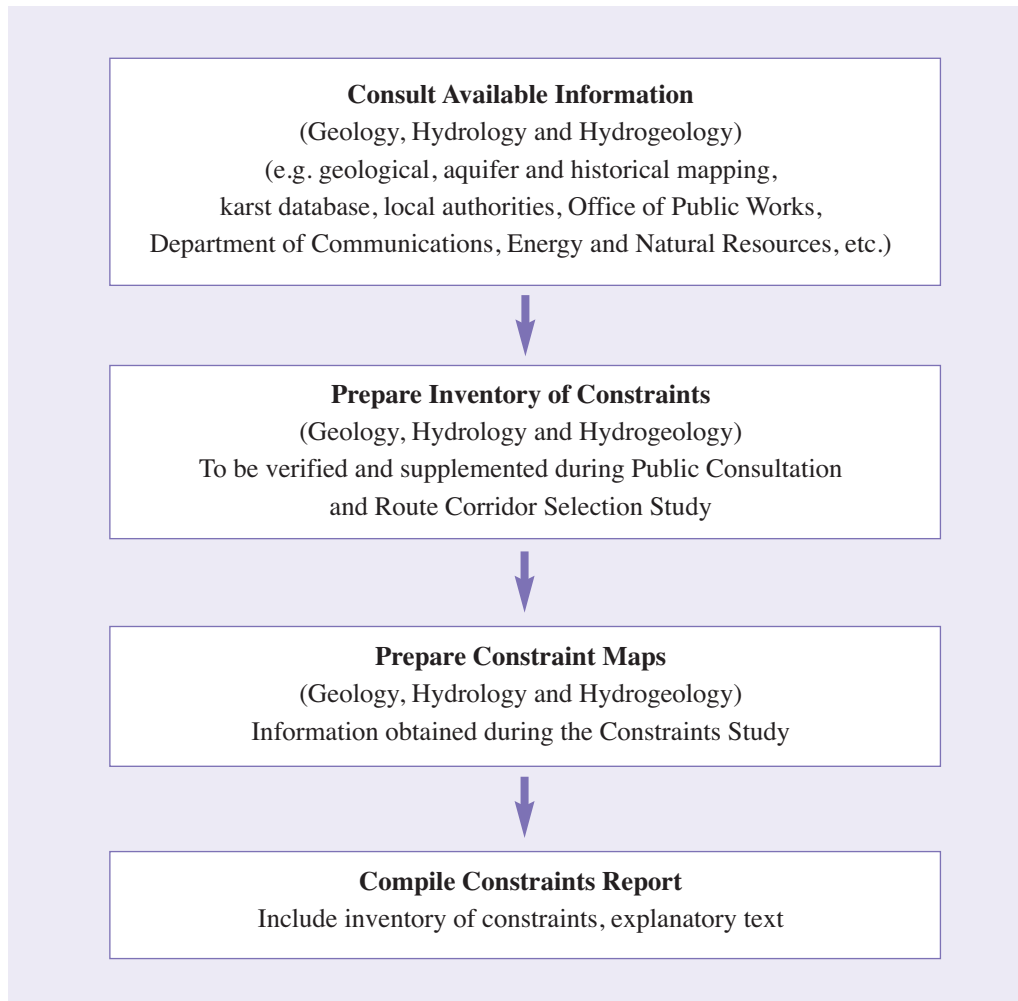 Consult Available Information
(Geology, Hydrology and Hydrogeology)
(e.g. geological, aquifer and historical mapping,
karst database, local authorities, Office of Public Works,
Department of Communications, Energy and Natural Resources, etc.)
Prepare Inventory of Constraints
(Geology, Hydrology and Hydrogeology)
To be verified and supplemented during Public Consultation
and Route Corridor Selection Study
Prepare Constraint Maps
(Geology, Hydrology and Hydrogeology)
Information obtained during the Constraints Study
Compile Constraints Report
Include inventory of constraints, explanatory text